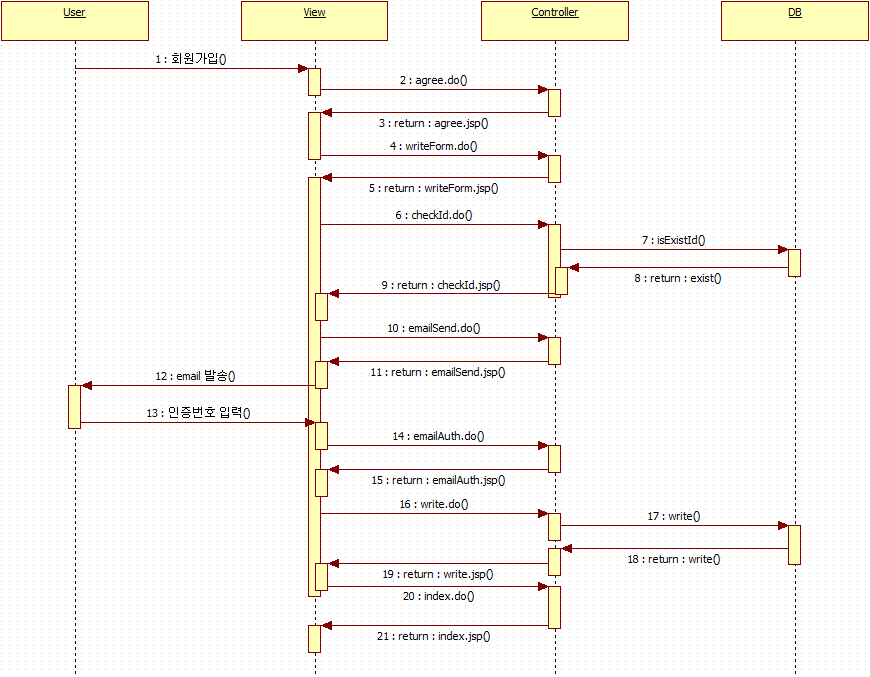 User
View
Controller
DB
1 : 회원가입()
2 : agree.do()
3 : return : agree.jsp()
4 : writeForm.do()
5 : return : writeForm.jsp()
6 : checkId.do()
7 : isExistId()
8 : return : exist()
9 : return : checkId.jsp()
10 : emailSend.do()
11 : return : emailSend.jsp()
12 : email 발송()
13 : 인증번호 입력()
14 : emailAuth.do()
15 : return : emailAuth.jsp()
16 : write.do()
17 : write()
18 : return : write()
19 : return : write.jsp()
20 : index.do()
21 : return : index.jsp()